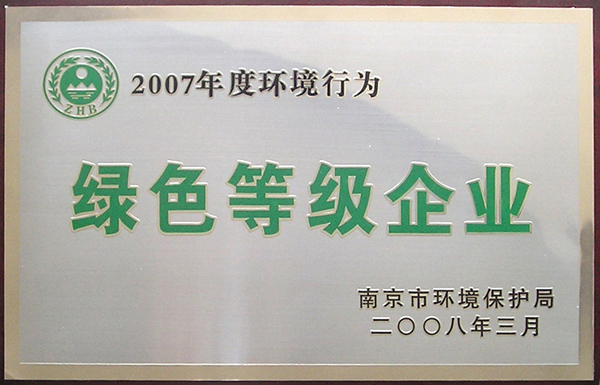 ZHB
2007年度环境行为
绿色等级企业
南京市环境保护局
二〇〇八年三月